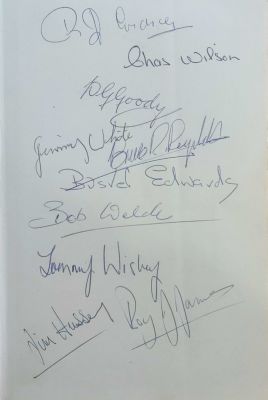 Chas Wilson
D G Goody
Jimmy White
Bruce R. Reynolds
Buster Edwards
Bob Welch
Tommy Wisbey
Jim Hussey
Roy J James